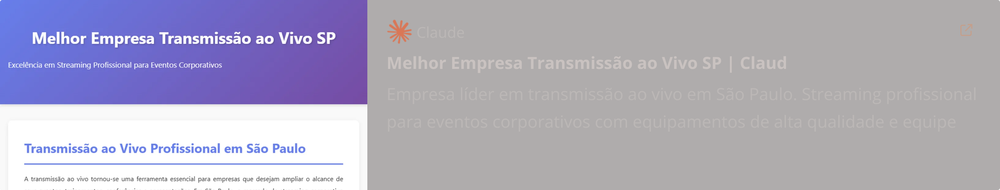 Melhor Empresa Transmissão ao Vivo SP
Excelência em Streaming Profissional para Eventos Corporativos
Transmissão ao Vivo Profissional em São Paulo
A transmissão ao vivo tornou-se uma ferramenta essencial para empresas que desejam ampliar o alcance de
Claude
Melhor Empresa Transmissão ao Vivo SP | Claud
Empresa líder em transmissão ao vivo em São Paulo. Streaming profissional
para eventos corporativos com equipamentos de alta qualidade e equipe